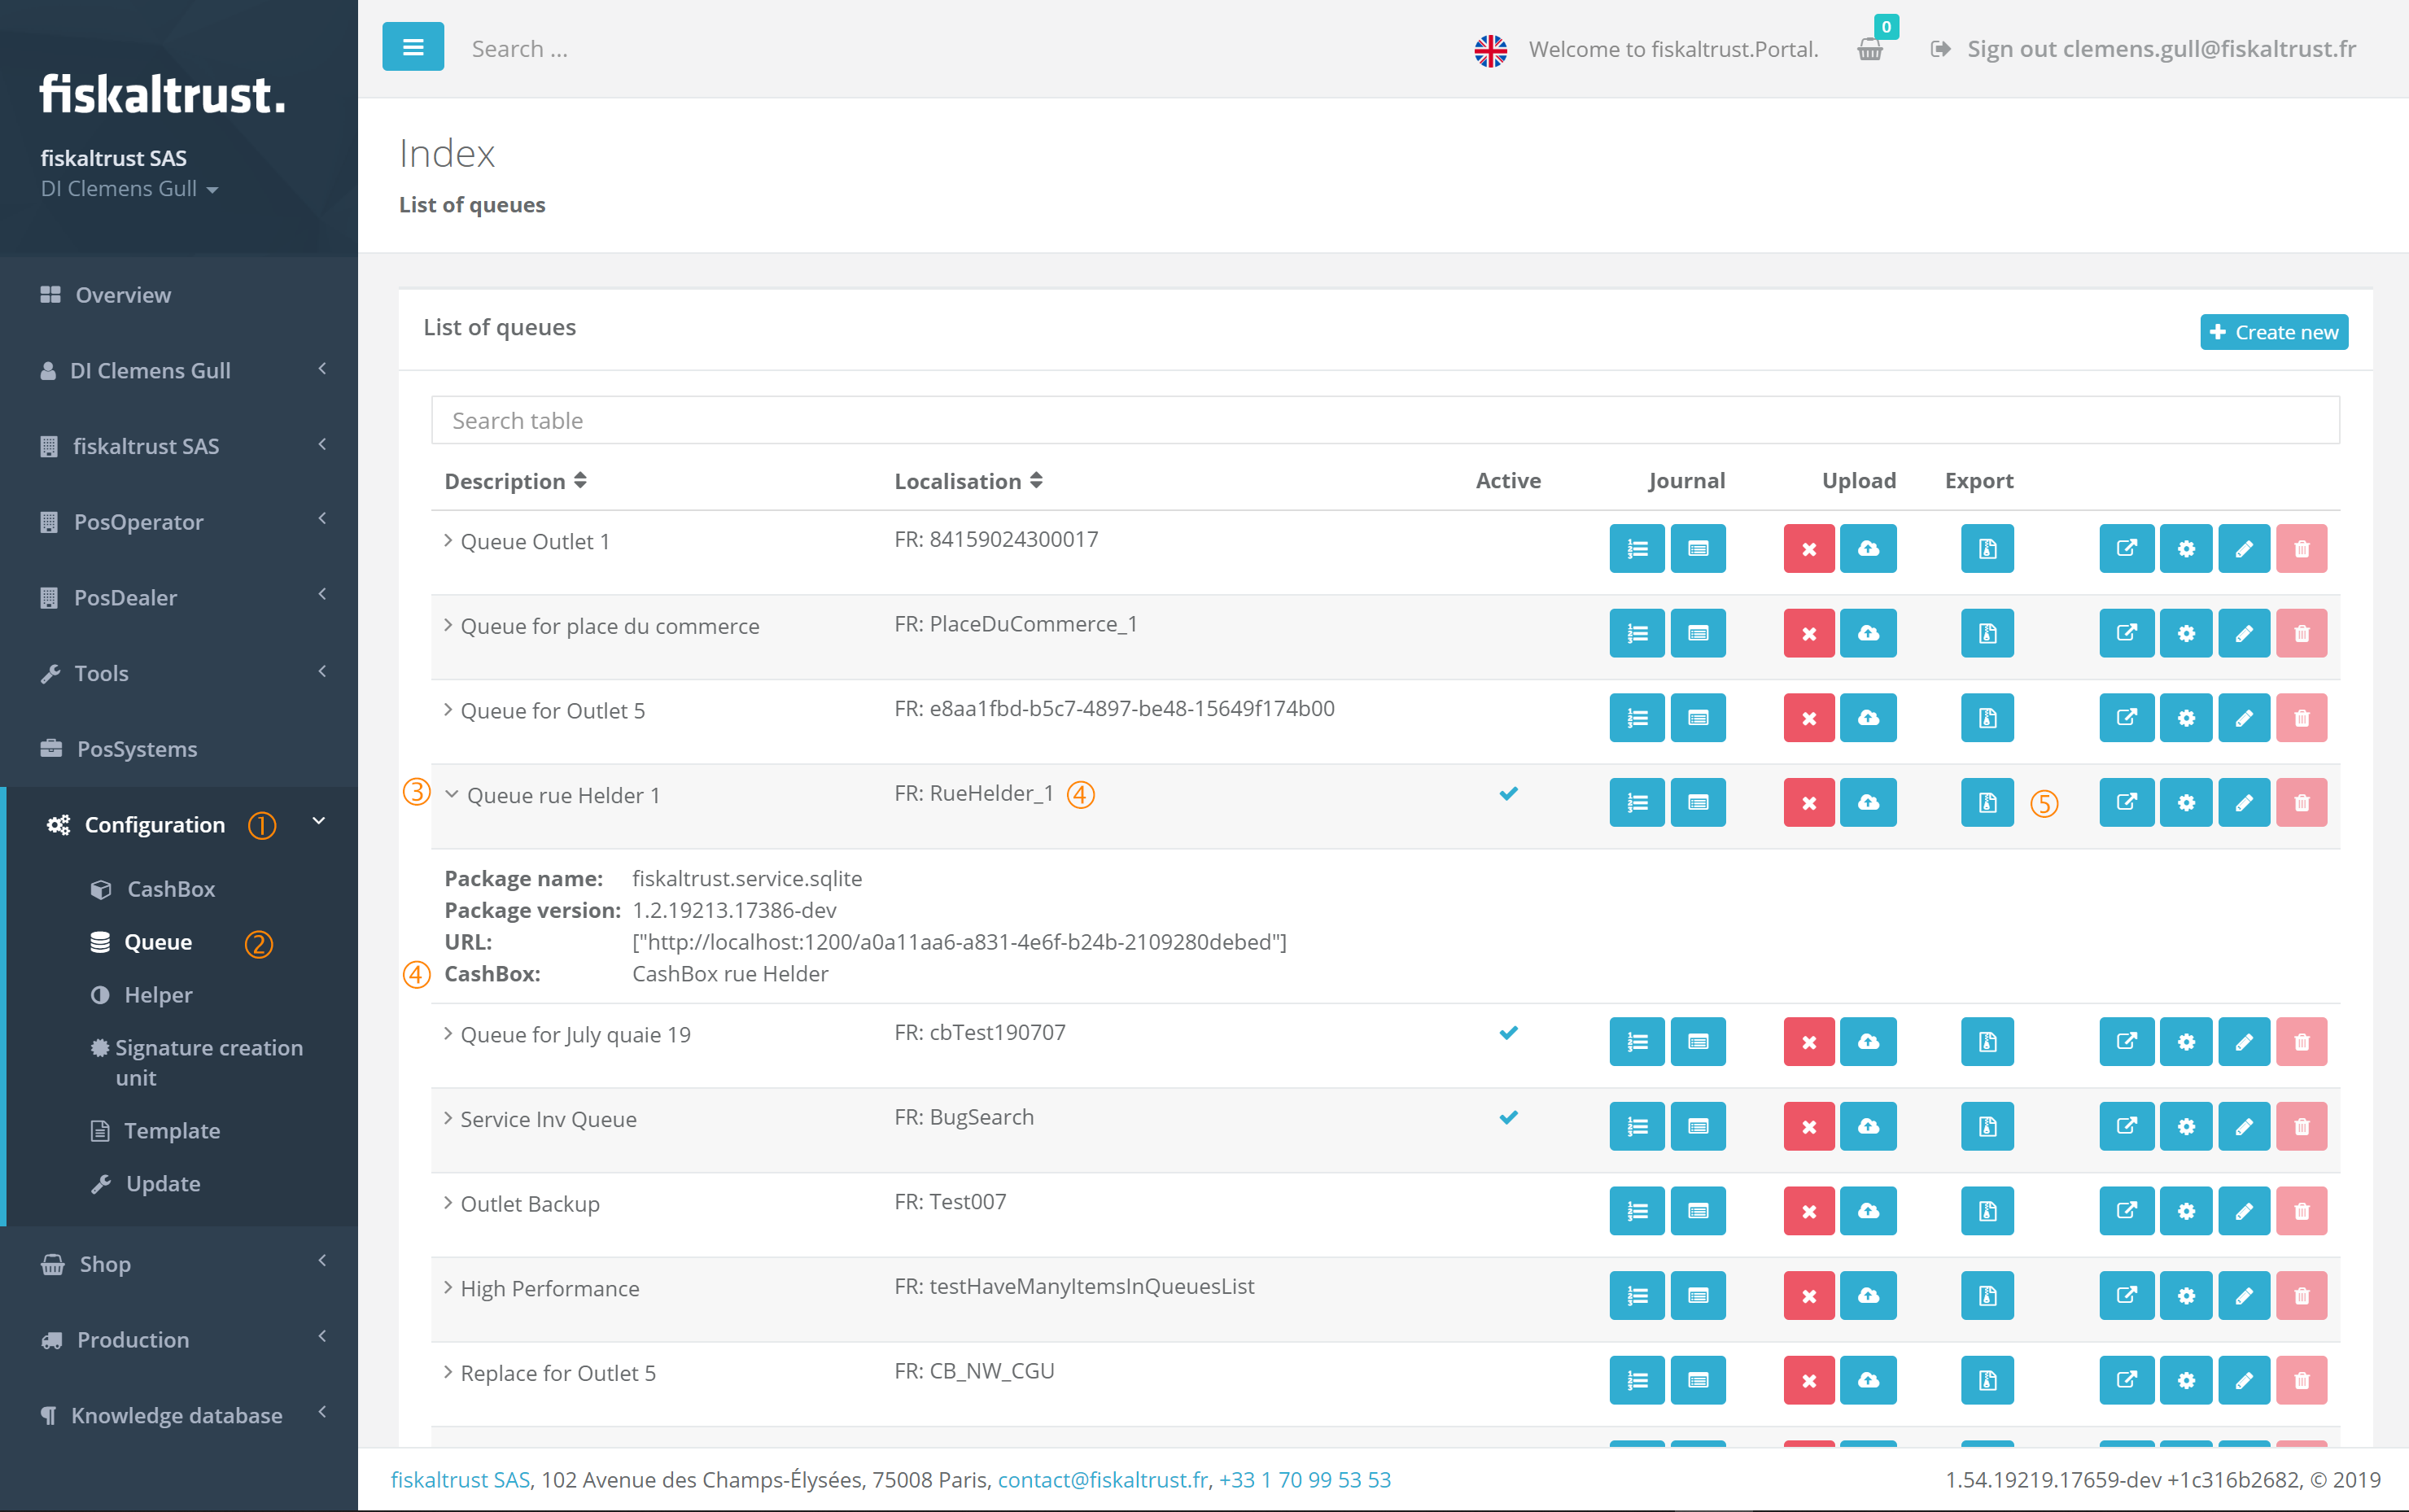 fiskaltrust.
fiskaltrust SAS
DI Clemens Gull
Overview
DI Clemens Gull
fiskaltrust SAS
PosOperator
PosDealer
Tools
PosSystems
Configuration ①
CashBox
Queue ②
Helper
Signature creation
unit
Template
Update
Shop
Production
Knowledge database
Search ...
Welcome to fiskaltrust.Portal.
0
Sign out clemens.gull@fiskaltrust.fr
Index
List of queues
List of queues
Create new
Search table
Description Localisation Active Journal Upload Export
Queue Outlet 1 FR: 84159024300017
Queue for place du commerce FR: PlaceDuCommerce_1
Queue for Outlet 5 FR: e8aa1fbd-b5c7-4897-be48-15649f174b00
③ Queue rue Helder 1 FR: RueHelder_1 ④ ⑤
Package name: fiskaltrust.service.sqlite
Package version: 1.2.19213.17386-dev
URL: ["http://localhost:1200/a0a11aa6-a831-4e6f-b24b-2109280debed"]
④ CashBox: CashBox rue Helder
Queue for July quaie 19 FR: cbTest190707
Service Inv Queue FR: BugSearch
Outlet Backup FR: Test007
High Performance FR: testHaveManyItemsInQueuesList
Replace for Outlet 5 FR: CB_NW_CGU
fiskaltrust SAS, 102 Avenue des Champs-Élysées, 75008 Paris, contact@fiskaltrust.fr, +33 1 70 99 53 53
1.54.19219.17659-dev +1c316b2682, © 2019